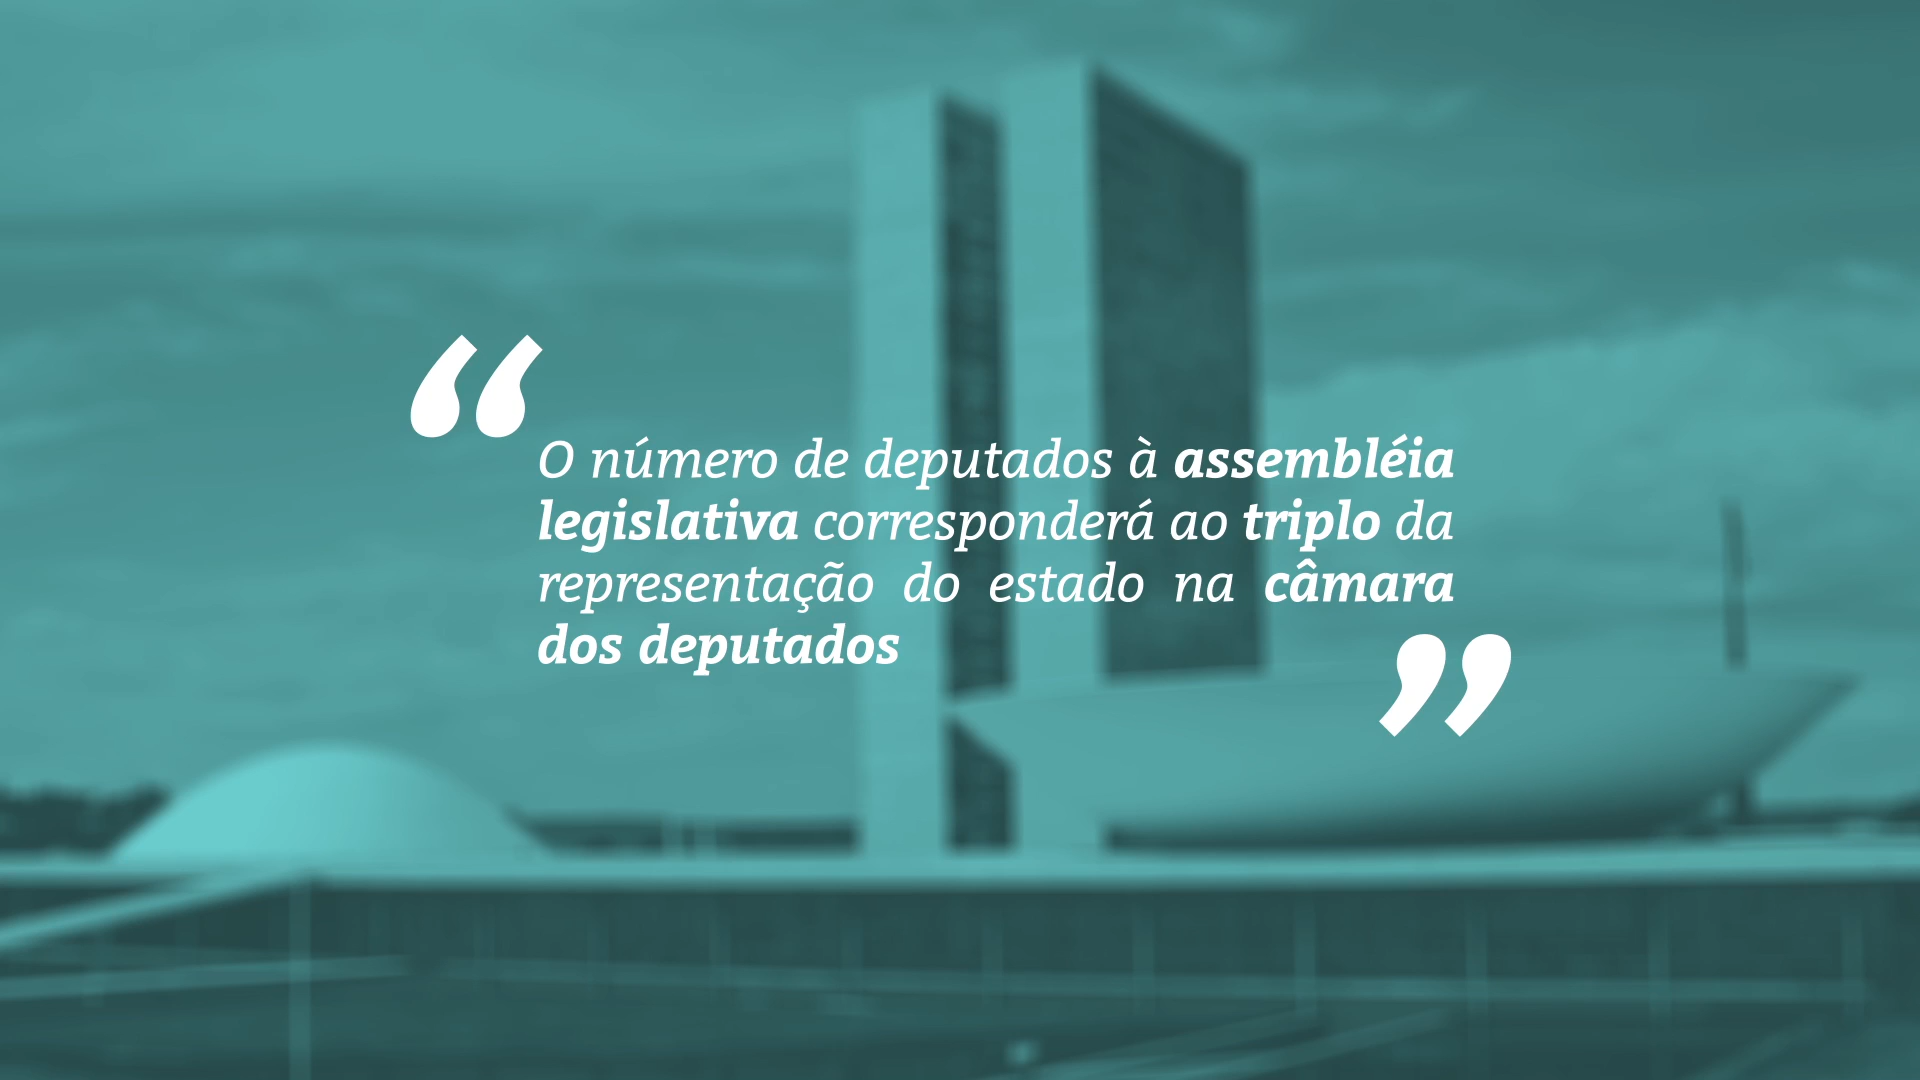 “
O número de deputados à assembléia
legislativa corresponderá ao triplo da
representação do estado na câmara
dos deputados
”